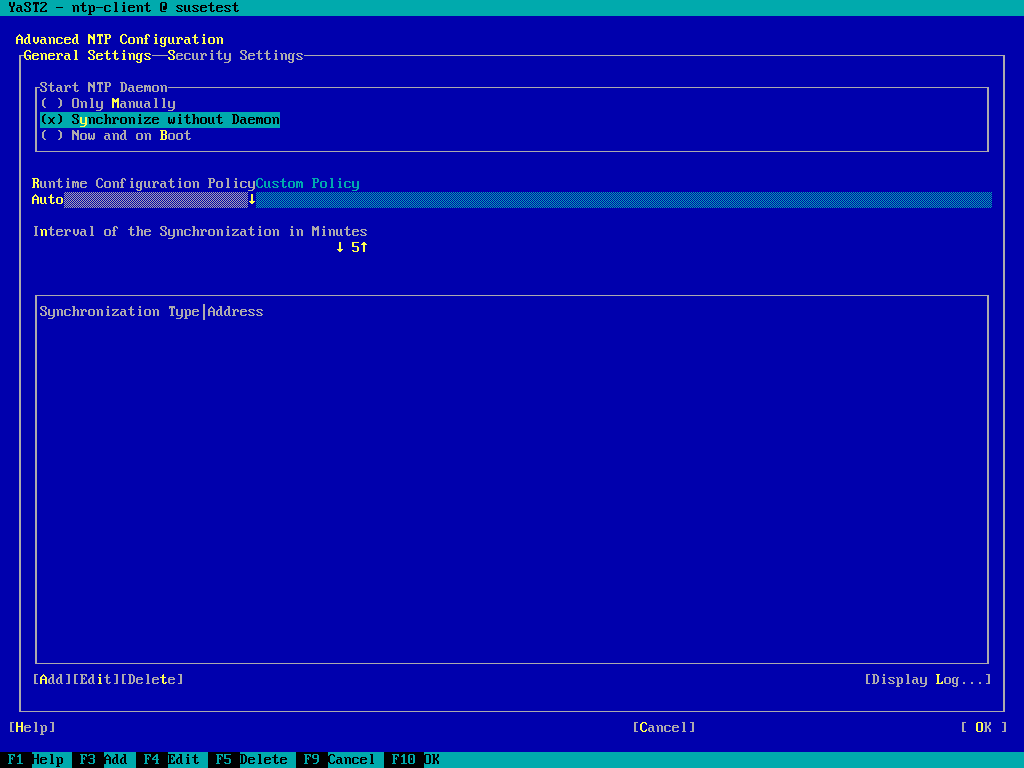 YaST2 - ntp-client @ susetest
Advanced NTP Configuration
General Settings Security Settings
Start NTP Daemon
( ) Only Manually
(x) Synchronize without Daemon
( ) Now and on Boot
Runtime Configuration PolicyCustom Policy
Auto ↓
Interval of the Synchronization in Minutes
↓ 5↑
Synchronization Type|Address
[Add][Edit][Delete] [Display Log...]
[Help] [Cancel] [ OK ]
F1 Help F3 Add F4 Edit F5 Delete F9 Cancel F10 OK